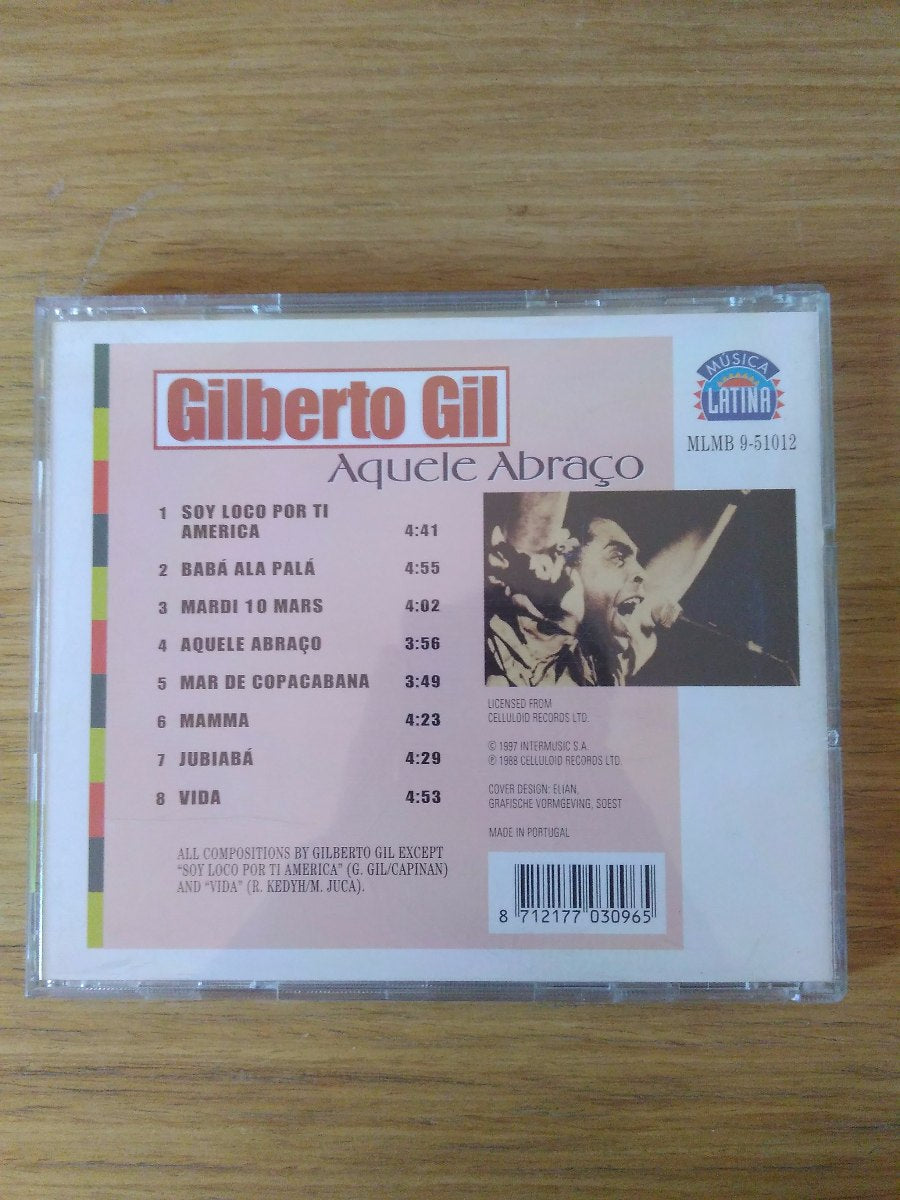 Gilberto Gil
Aquele Abraço
MÚSICA
LATINA
MLMB 9-51012
1 SOY LOCO POR TI
AMERICA 4:41
2 BABÁ ALA PALÁ 4:55
3 MARDI 10 MARS 4:02
4 AQUELE ABRAÇO 3:56
5 MAR DE COPACABANA 3:49
6 MAMMA 4:23
7 JUBIABÁ 4:29
8 VIDA 4:53
ALL COMPOSITIONS BY GILBERTO GIL EXCEPT
"SOY LOCO POR TI AMERICA" (G. GIL/CAPINAN)
AND "VIDA" (R. KEDYH/M. JUCA).
LICENSED FROM
CELLULOID RECORDS LTD.
© 1997 INTERMUSIC S.A.
℗ 1988 CELLULOID RECORDS LTD.
COVER DESIGN: ELIAN,
GRAFISCHE VORMGEVING, SOEST
MADE IN PORTUGAL
8 712177 030965